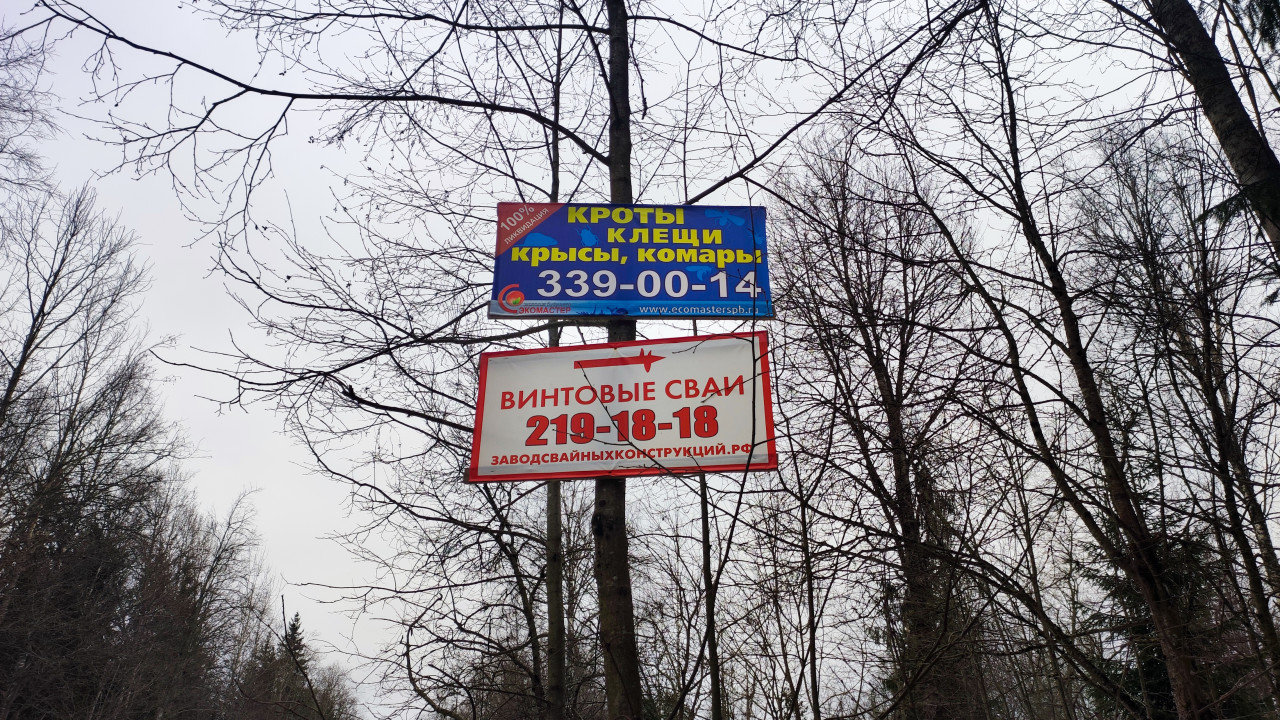 100%
ЛИКВИДАЦИЯ
КРОТЫ
КЛЕЩИ
крысы, комары
339-00-14
ЭКОМАСТЕР
www.ecomasterspb.ru
ВИНТОВЫЕ СВАИ
219-18-18
ЗАВОДСВАЙНЫХКОНСТРУКЦИЙ.РФ